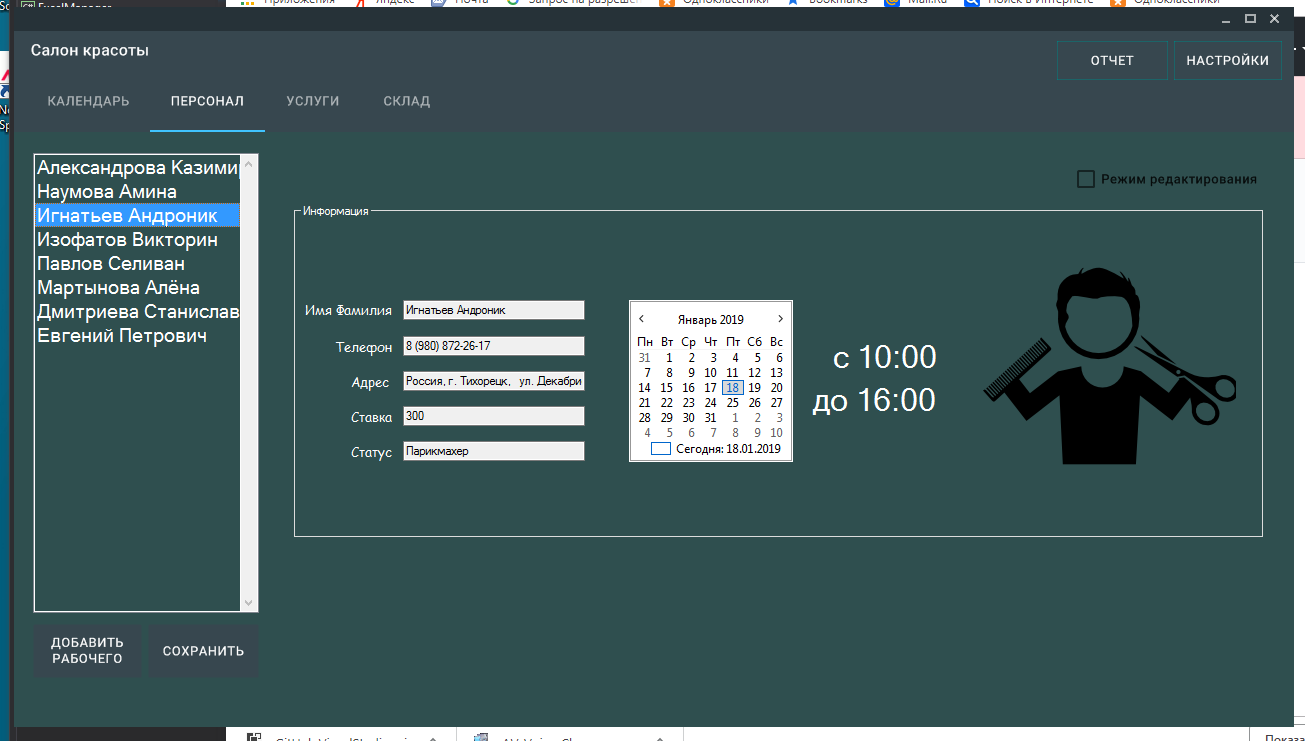 Салон красоты
ОТЧЕТ
НАСТРОЙКИ
КАЛЕНДАРЬ
ПЕРСОНАЛ
УСЛУГИ
СКЛАД
Александрова Казими
Наумова Амина
Игнатьев Андроник
Изофатов Викторин
Павлов Селиван
Мартынова Алёна
Дмитриева Станислав
Евгений Петрович
ДОБАВИТЬ
РАБОЧЕГО
СОХРАНИТЬ
Режим редактирования
Информация
Имя Фамилия Игнатьев Андроник
Телефон 8 (980) 872-26-17
Адрес Россия, г. Тихорецк, ул. Декабри
Ставка 300
Статус Парикмахер
Январь 2019
Пн Вт Ср Чт Пт Сб Вс
31 1 2 3 4 5 6
7 8 9 10 11 12 13
14 15 16 17 18 19 20
21 22 23 24 25 26 27
28 29 30 31 1 2 3
4 5 6 7 8 9 10
Сегодня: 18.01.2019
с 10:00
до 16:00